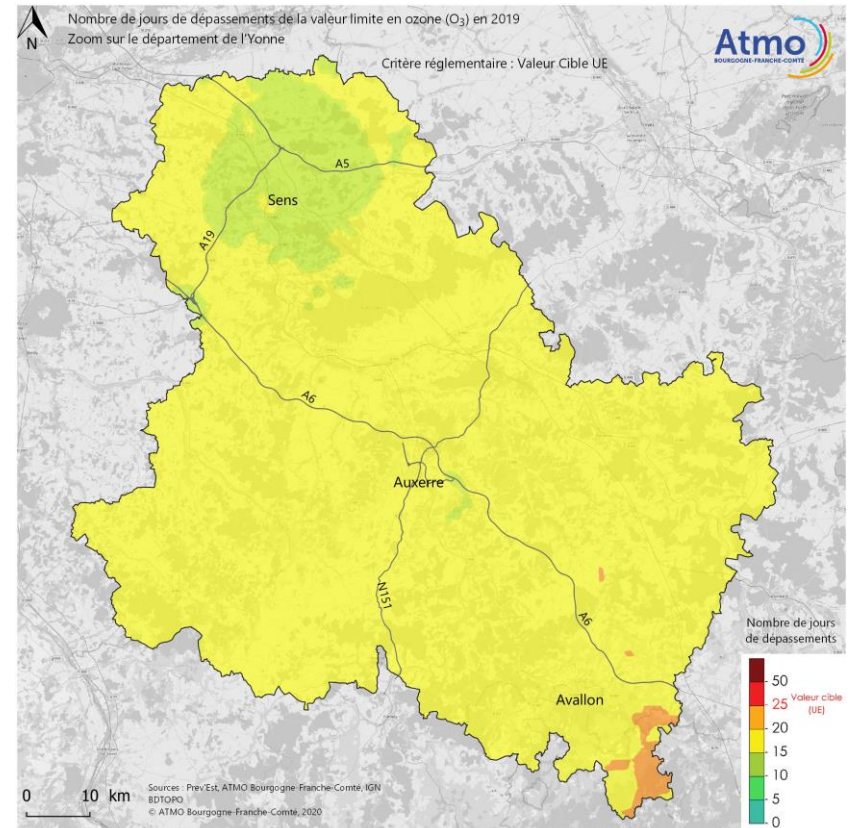 Nombre de jours de dépassements de la valeur limite en ozone (O₃) en 2019
Zoom sur le département de l'Yonne
Critère réglementaire : Valeur Cible UE
Atmo
BOURGOGNE-FRANCHE-COMTÉ
N
A5
Sens
A19
A6
Auxerre
N151
A6
Avallon
Nombre de jours
de dépassements
50
25 Valeur cible
(UE)
20
15
10
5
0
0 10 km
Sources : Prev'Est, ATMO Bourgogne-Franche-Comté, IGN
BDTOPO
© ATMO Bourgogne-Franche-Comté, 2020